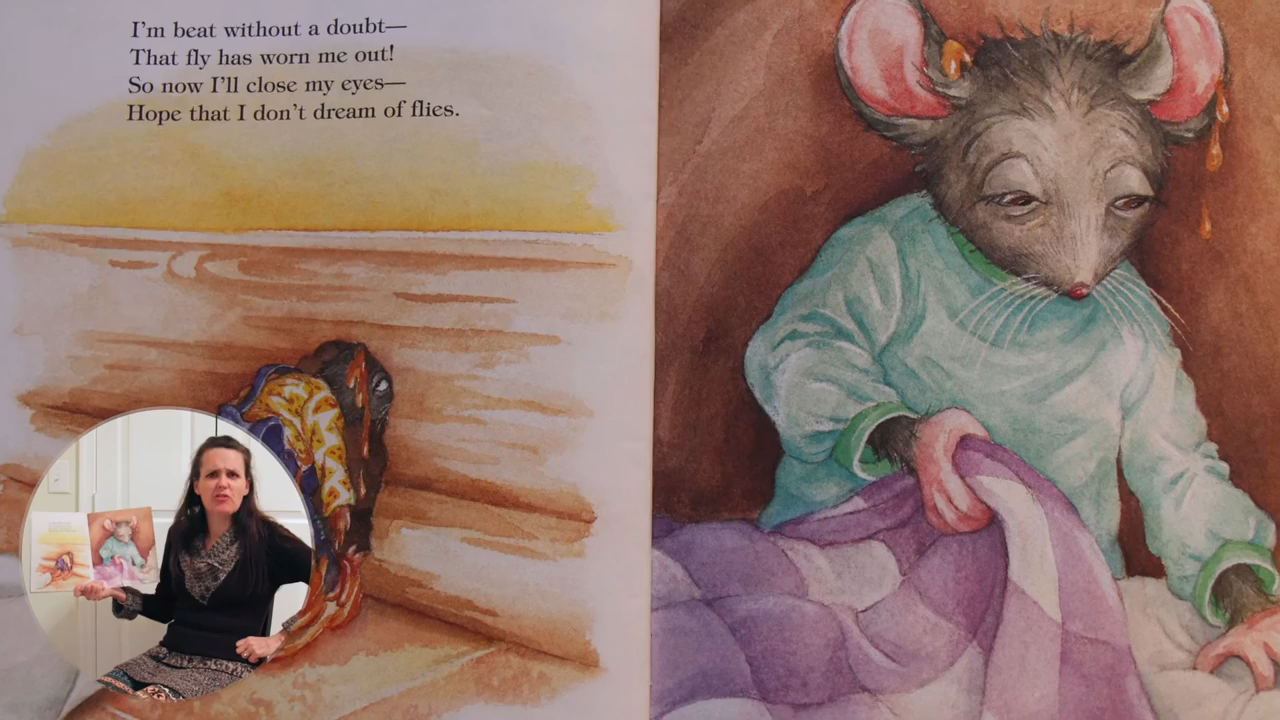 I'm beat without a doubt—
That fly has worn me out!
So now I'll close my eyes—
Hope that I don't dream of flies.